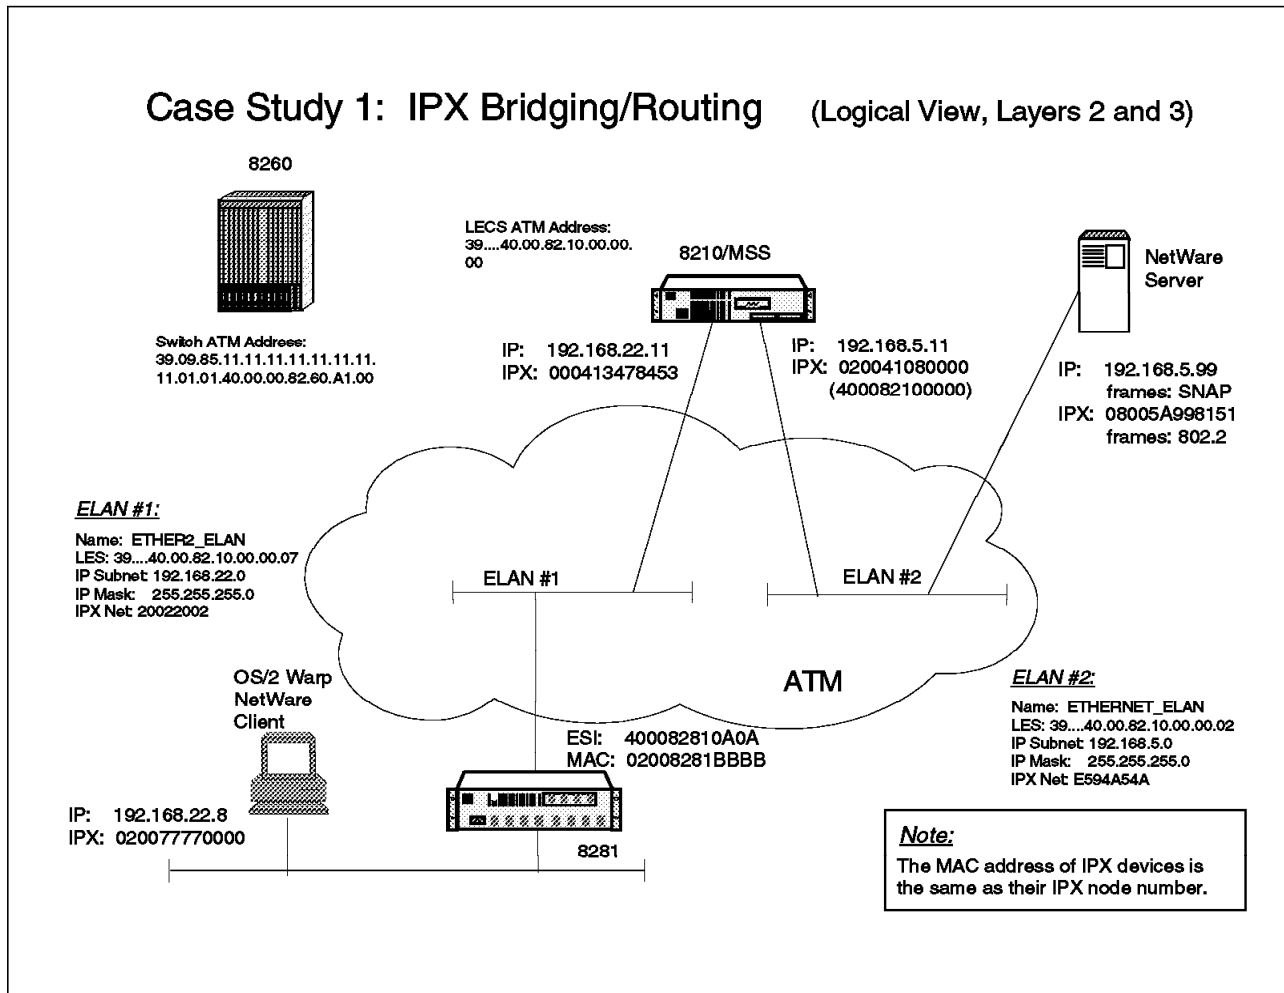 Case Study 1: IPX Bridging/Routing (Logical View, Layers 2 and 3)
8260
Switch ATM Address:
39.09.85.11.11.11.11.11.11.11.
11.01.01.40.00.00.82.60.A1.00
LECS ATM Address:
39....40.00.82.10.00.00.
00
8210/MSS
IP: 192.168.22.11
IPX: 000413478453
IP: 192.168.5.11
IPX: 020041080000
(400082100000)
NetWare
Server
IP: 192.168.5.99
frames: SNAP
IPX: 08005A998151
frames: 802.2
ELAN #1:
Name: ETHER2_ELAN
LES: 39....40.00.82.10.00.00.07
IP Subnet: 192.168.22.0
IP Mask: 255.255.255.0
IPX Net: 20022002
ELAN #1
ELAN #2
ATM
OS/2 Warp
NetWare
Client
IP: 192.168.22.8
IPX: 020077770000
ESI: 400082810A0A
MAC: 02008281BBBB
8281
ELAN #2:
Name: ETHERNET_ELAN
LES: 39....40.00.82.10.00.00.02
IP Subnet: 192.168.5.0
IP Mask: 255.255.255.0
IPX Net: E594A54A
Note:
The MAC address of IPX devices is
the same as their IPX node number.